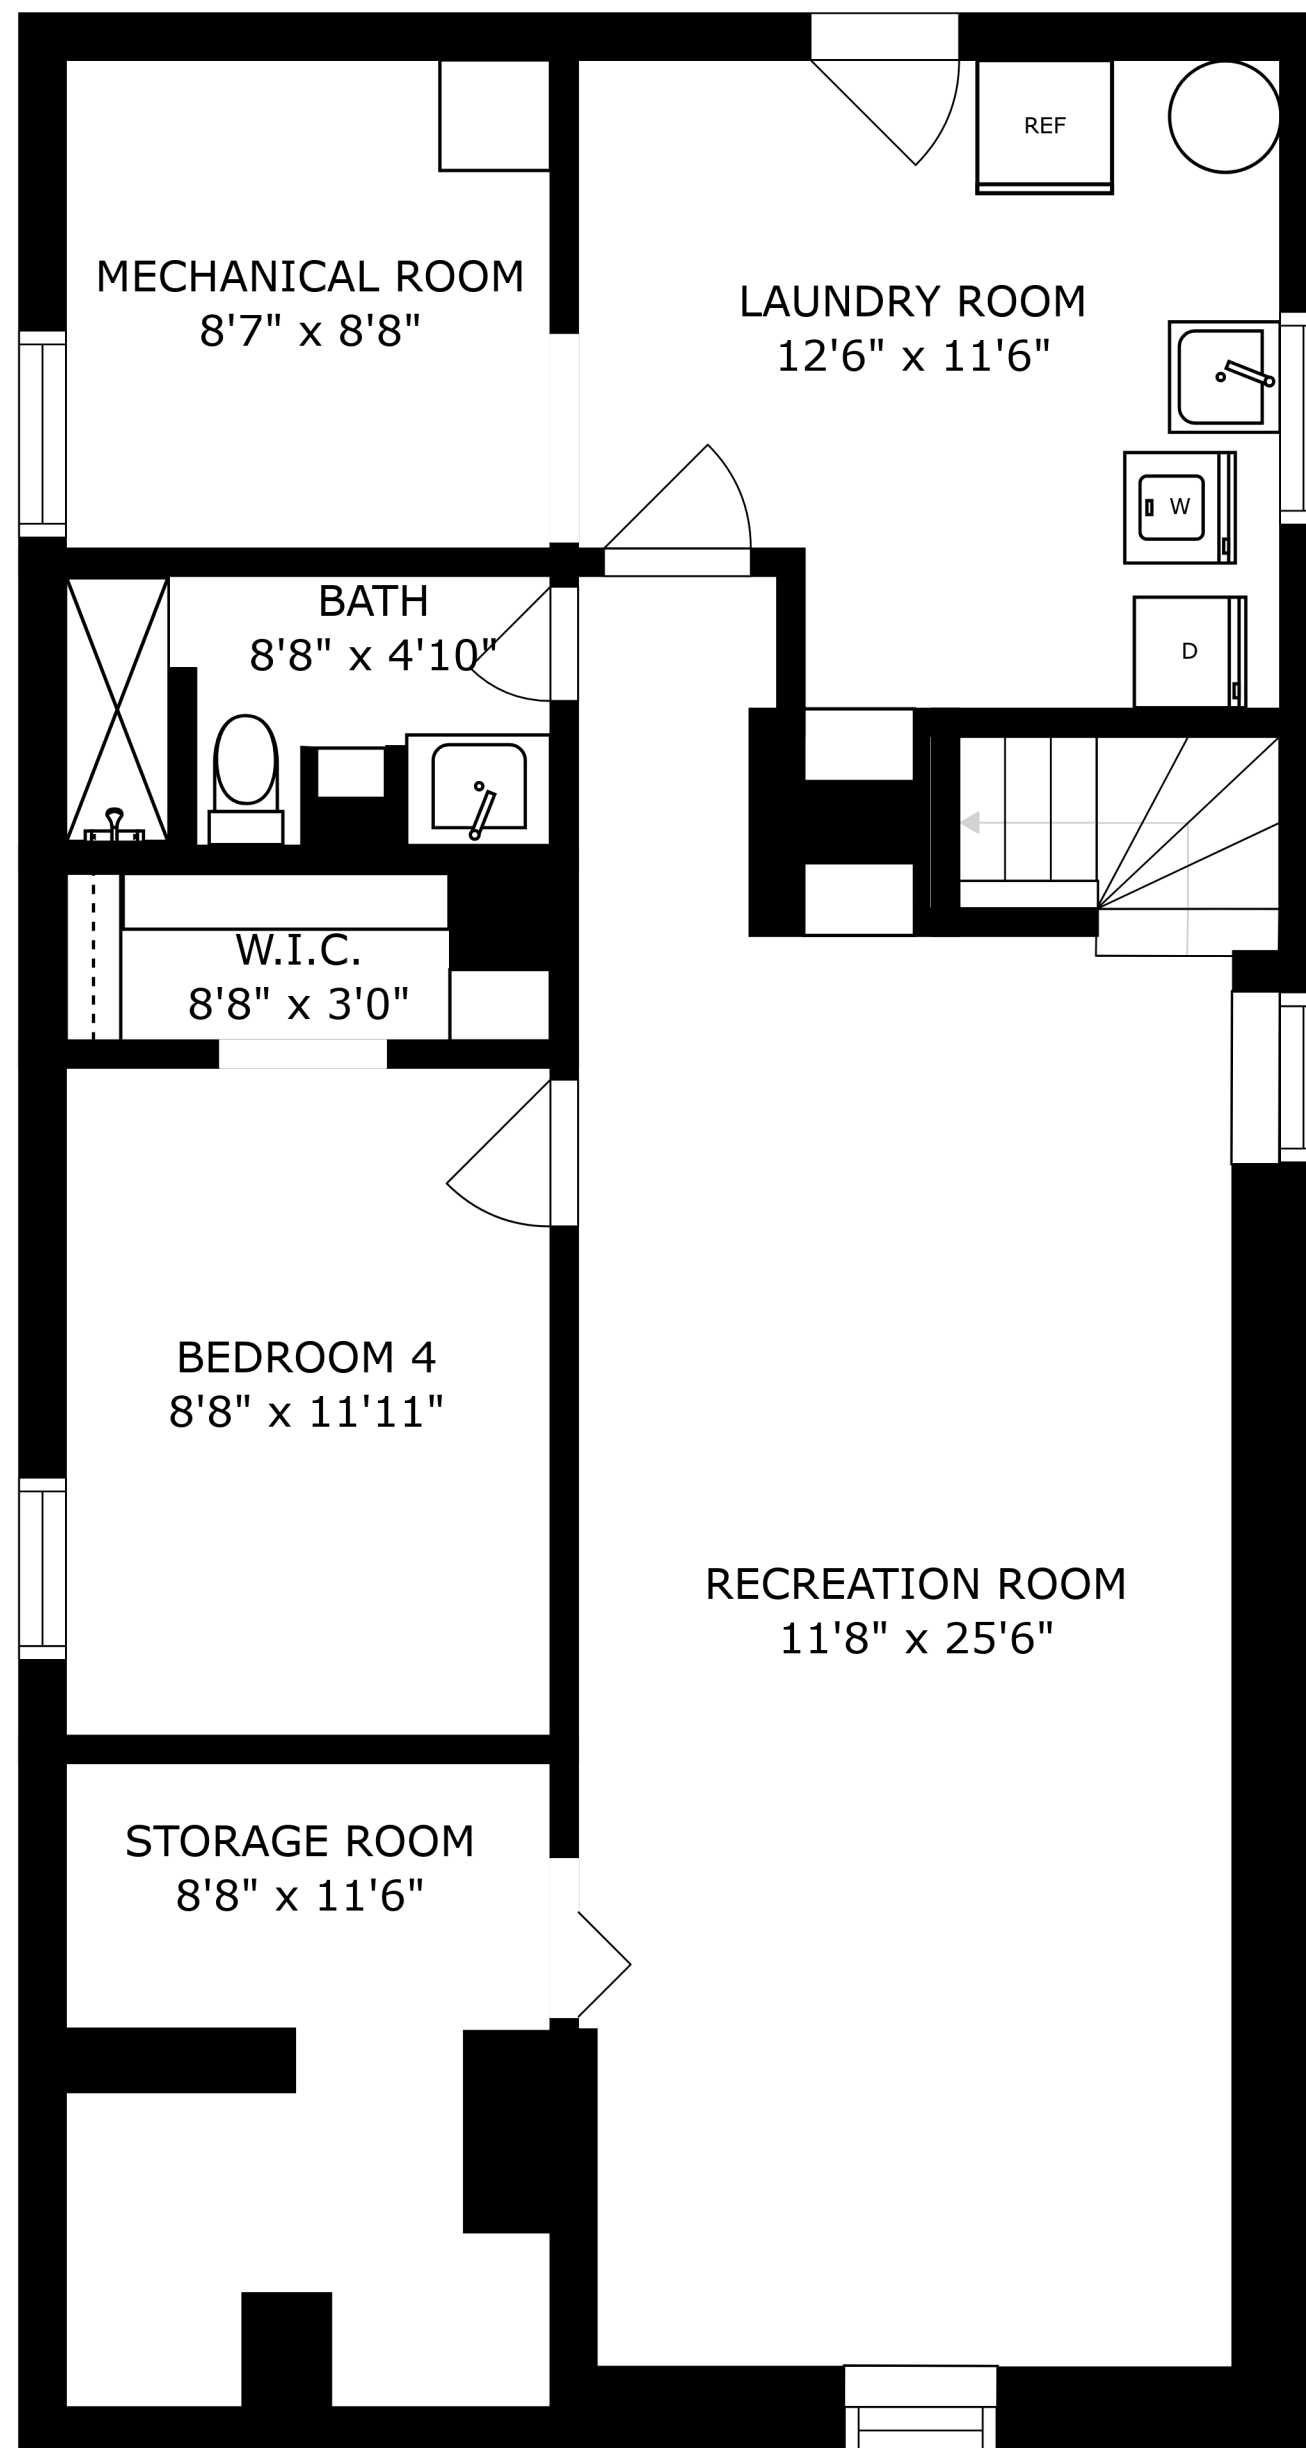 REF
MECHANICAL ROOM
8'7" x 8'8"
LAUNDRY ROOM
12'6" x 11'6"
W
BATH
8'8" x 4'10"
D
W.I.C.
8'8" x 3'0"
BEDROOM 4
8'8" x 11'11"
RECREATION ROOM
11'8" x 25'6"
STORAGE ROOM
8'8" x 11'6"